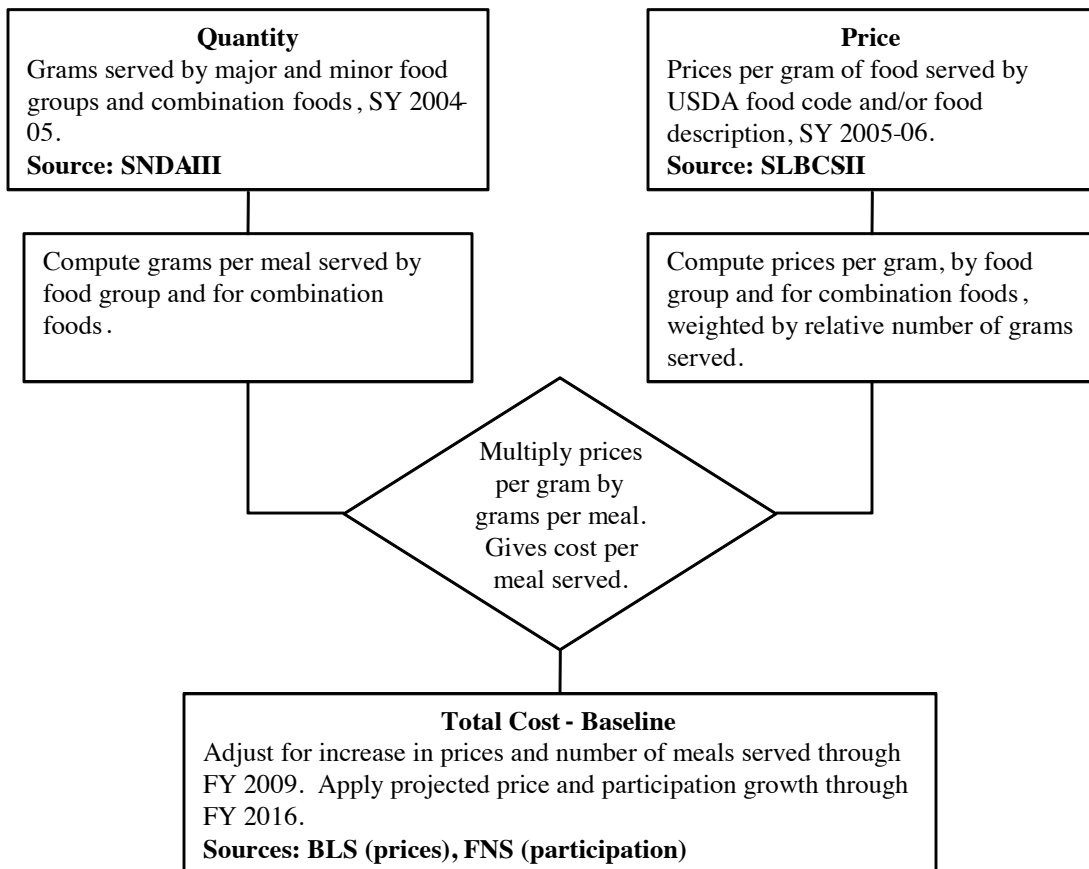 Quantity
Grams served by major and minor food
groups and combination foods, SY 2004-
05.
Source: SNDAIII
Price
Prices per gram of food served by
USDA food code and/or food
description, SY 2005-06.
Source: SLBCSII
Compute grams per meal served by
food group and for combination
foods.
Compute prices per gram, by food
group and for combination foods,
weighted by relative number of grams
served.
Multiply prices
per gram by
grams per meal.
Gives cost per
meal served.
Total Cost - Baseline
Adjust for increase in prices and number of meals served through
FY 2009. Apply projected price and participation growth through
FY 2016.
Sources: BLS (prices), FNS (participation)